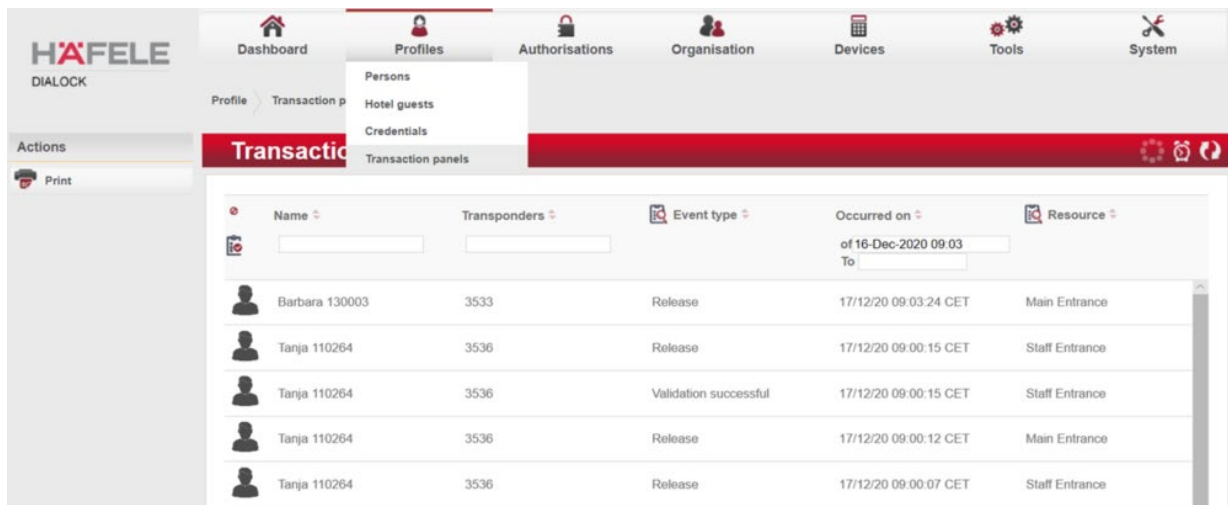 HÄFELE
DIALOCK
Dashboard
Profiles
Authorisations
Organisation
Devices
Tools
System
Persons
Hotel guests
Credentials
Transaction panels
Profile
Transaction p
Actions
Print
Transactio
Name
Transponders
Event type
Occurred on
Resource
of 16-Dec-2020 09:03
To
Barbara 130003 3533 Release 17/12/20 09:03:24 CET Main Entrance
Tanja 110264 3536 Release 17/12/20 09:00:15 CET Staff Entrance
Tanja 110264 3536 Validation successful 17/12/20 09:00:15 CET Staff Entrance
Tanja 110264 3536 Release 17/12/20 09:00:12 CET Main Entrance
Tanja 110264 3536 Release 17/12/20 09:00:07 CET Staff Entrance